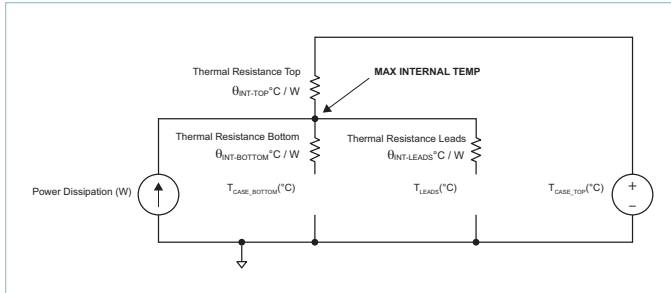 Thermal Resistance Top
θINT-TOP°C / W
MAX INTERNAL TEMP
Thermal Resistance Bottom
θINT-BOTTOM°C / W
Thermal Resistance Leads
θINT-LEADS°C / W
Power Dissipation (W)
TCASE_BOTTOM(°C)
TLEADS(°C)
TCASE_TOP(°C)
+
–